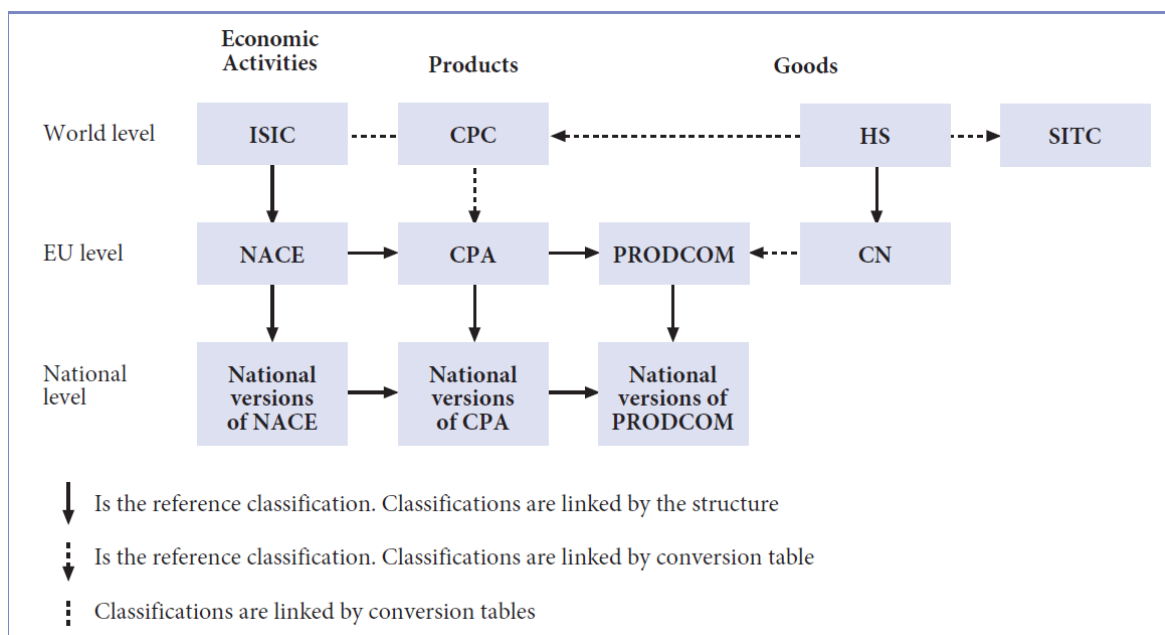 Economic
Activities
Products
Goods
World level
ISIC
CPC
HS
SITC
EU level
NACE
CPA
PRODCOM
CN
National
level
National
versions
of NACE
National
versions
of CPA
National
versions of
PRODCOM
Is the reference classification. Classifications are linked by the structure
Is the reference classification. Classifications are linked by conversion table
Classifications are linked by conversion tables